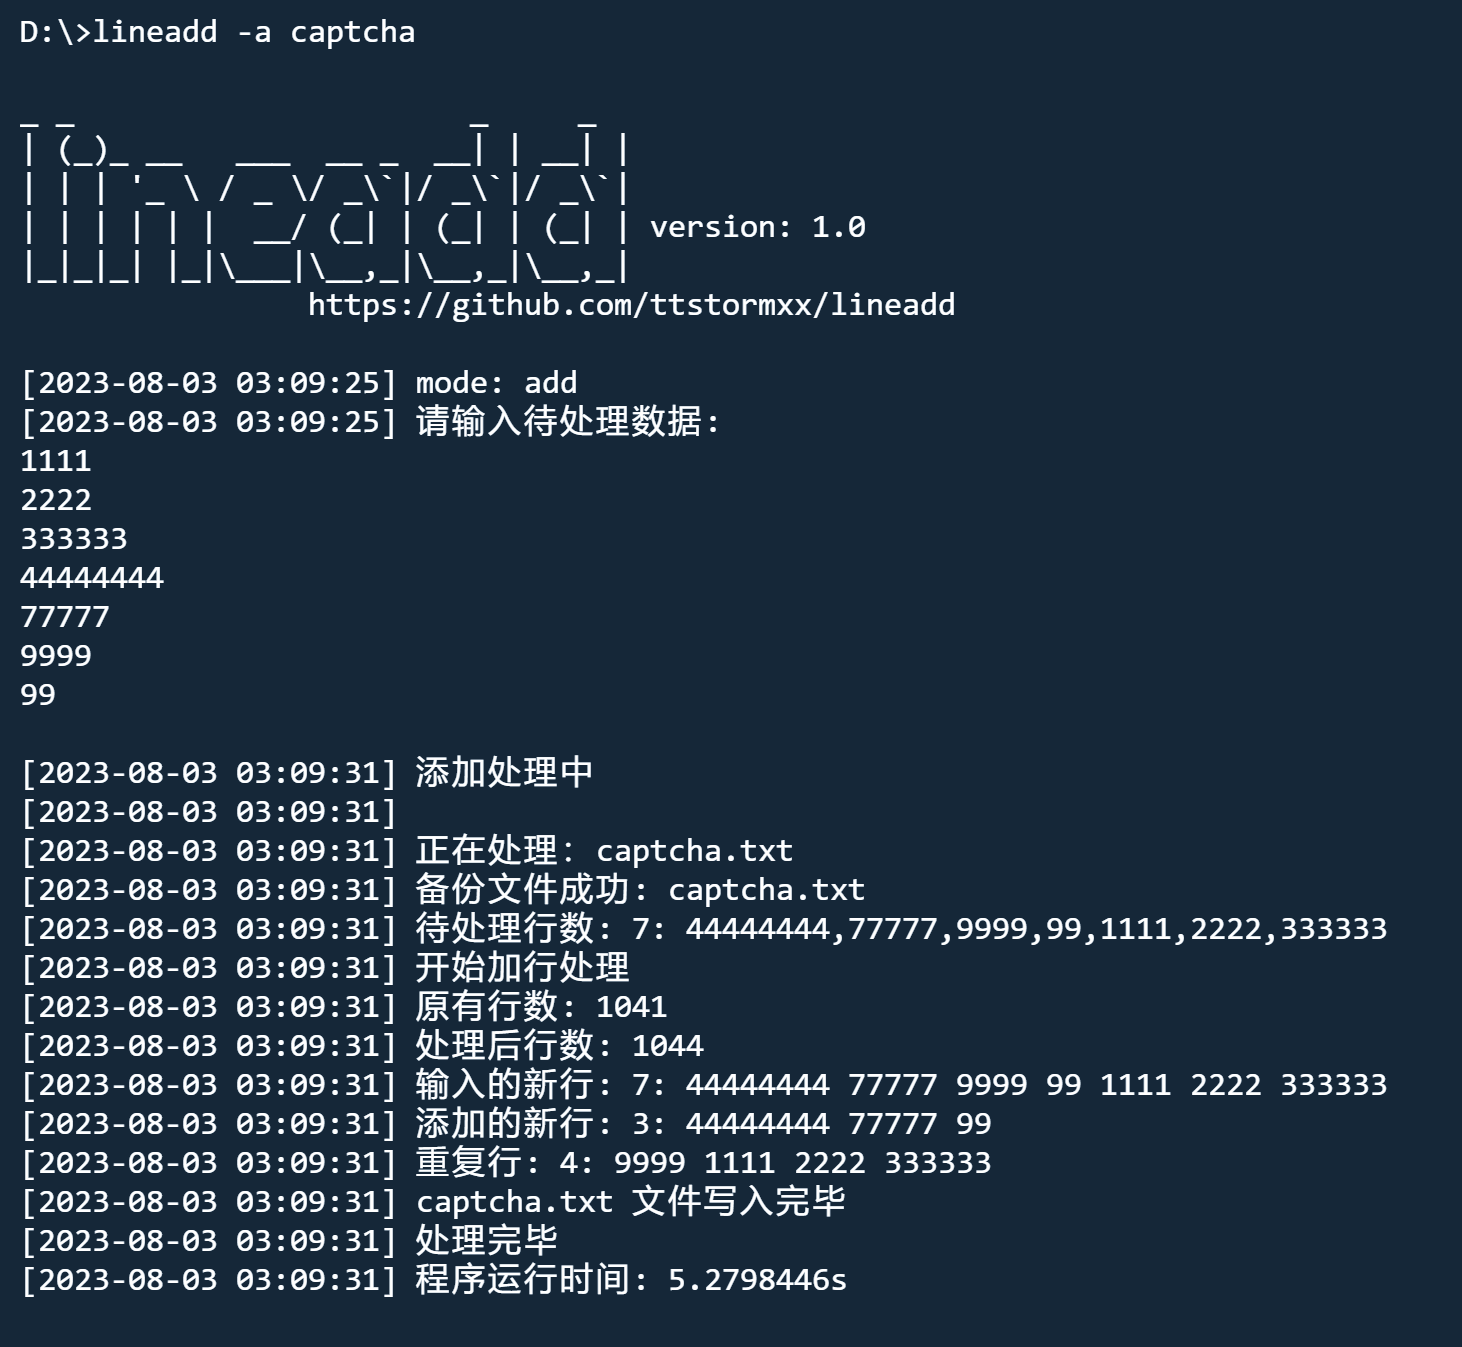 D:\>lineadd -a captcha
_ _                      _     _
| (_)_ __   ___  __ _  __| | __| |
| | | '_ \ / _ \/ _\`|/ _\`|/ _\`|
| | | | | |  __/ (_| | (_| | (_| | version: 1.0
|_|_|_| |_|\___|\__,_|\__,_|\__,_|
https://github.com/ttstormxx/lineadd
[2023-08-03 03:09:25] mode: add
[2023-08-03 03:09:25] 请输入待处理数据:
1111
2222
333333
44444444
77777
9999
99
[2023-08-03 03:09:31] 添加处理中
[2023-08-03 03:09:31]
[2023-08-03 03:09:31] 正在处理: captcha.txt
[2023-08-03 03:09:31] 备份文件成功: captcha.txt
[2023-08-03 03:09:31] 待处理行数: 7: 44444444,77777,9999,99,1111,2222,333333
[2023-08-03 03:09:31] 开始加行处理
[2023-08-03 03:09:31] 原有行数: 1041
[2023-08-03 03:09:31] 处理后行数: 1044
[2023-08-03 03:09:31] 输入的新行: 7: 44444444 77777 9999 99 1111 2222 333333
[2023-08-03 03:09:31] 添加的新行: 3: 44444444 77777 99
[2023-08-03 03:09:31] 重复行: 4: 9999 1111 2222 333333
[2023-08-03 03:09:31] captcha.txt 文件写入完毕
[2023-08-03 03:09:31] 处理完毕
[2023-08-03 03:09:31] 程序运行时间: 5.2798446s